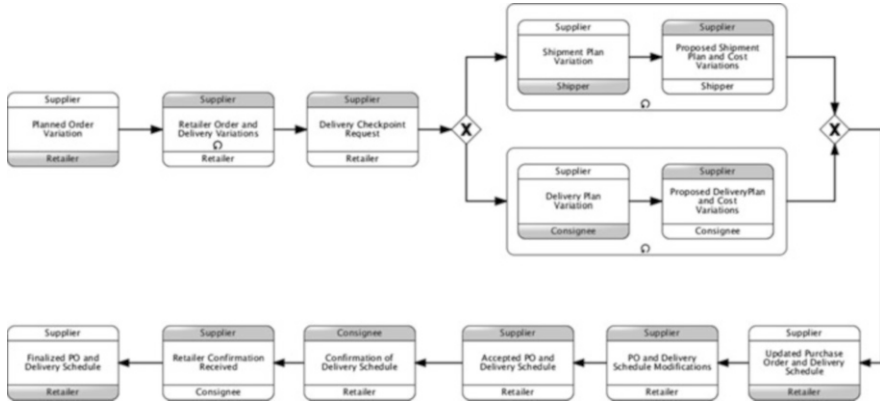 Supplier
Shipment Plan
Variation
Shipper
Supplier
Proposed Shipment
Plan and Cost
Variations
Shipper
Supplier
Planned Order
Variation
Retailer
Supplier
Retailer Order and
Delivery Variations
Retailer
Supplier
Delivery Checkpoint
Request
Retailer
X
X
Supplier
Delivery Plan
Variation
Consignee
Supplier
Proposed DeliveryPlan
and Cost
Variations
Consignee
Supplier
Finalized PO and
Delivery Schedule
Retailer
Supplier
Retailer Confirmation
Received
Consignee
Consignee
Confirmation of
Delivery Schedule
Retailer
Supplier
Accepted PO and
Delivery Schedule
Retailer
Supplier
PO and Delivery
Schedule Modifications
Retailer
Supplier
Updated Purchase
Order and Delivery
Schedule
Retailer